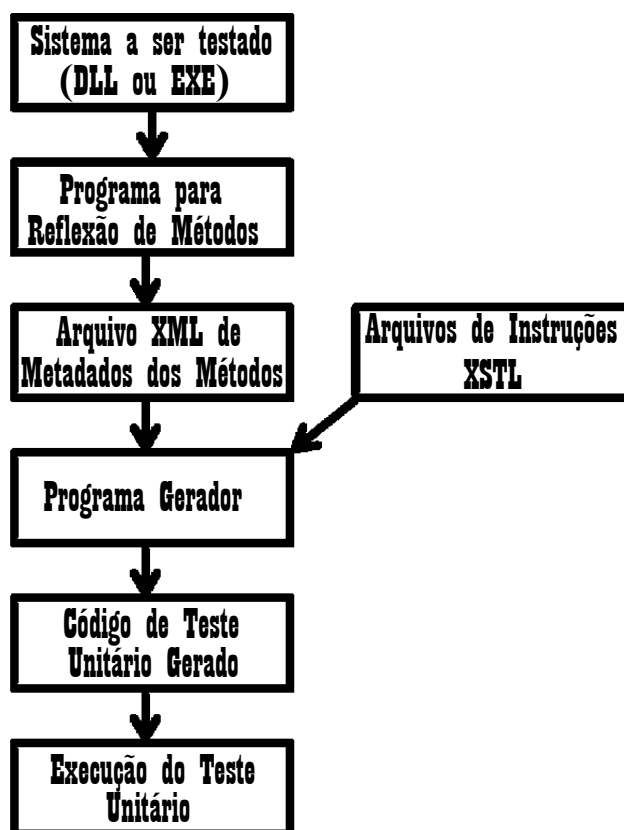 Sistema a ser testado
(DLL ou EXE)
Programa para
Reflexão de Métodos
Arquivo XML de
Metadados dos Métodos
Arquivos de Instruções
XSTL
Programa Gerador
Código de Teste
Unitário Gerado
Execução do Teste
Unitário